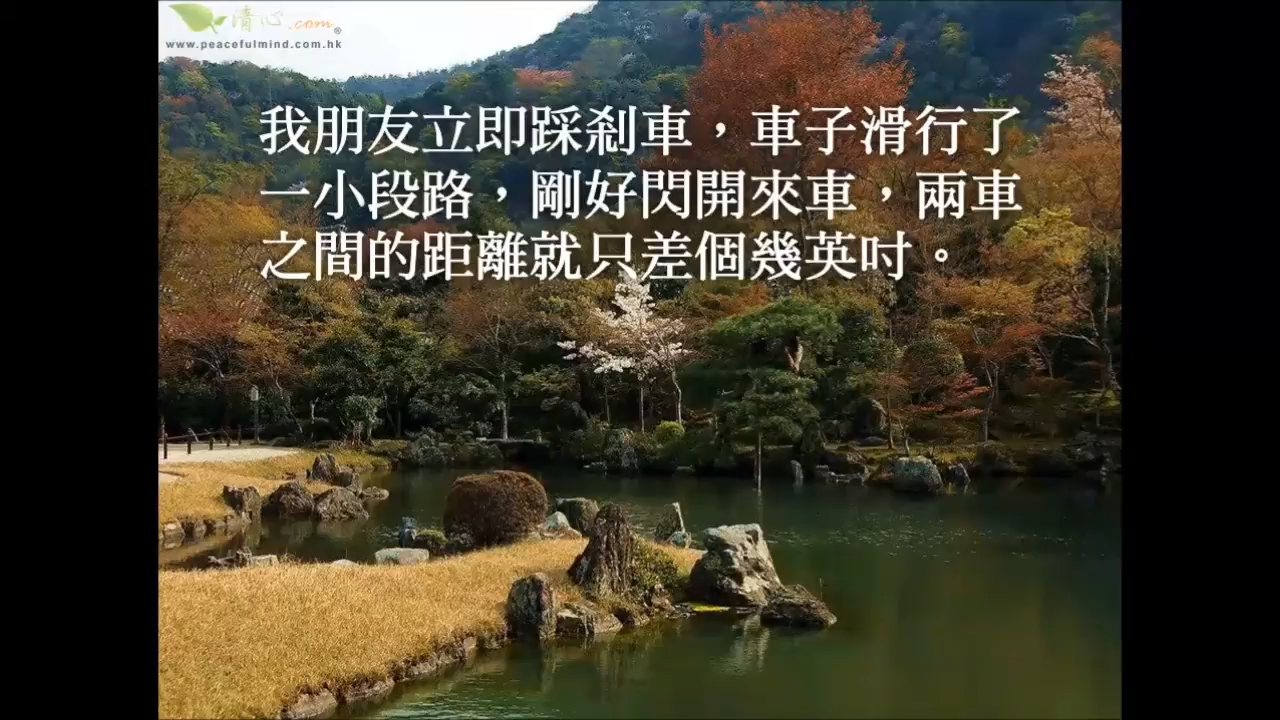 清心.com®
www.peacefulmind.com.hk
我朋友立即踩剎車，車子滑行了
一小段路，剛好閃開來車，兩車
之間的距離就只差個幾英吋。